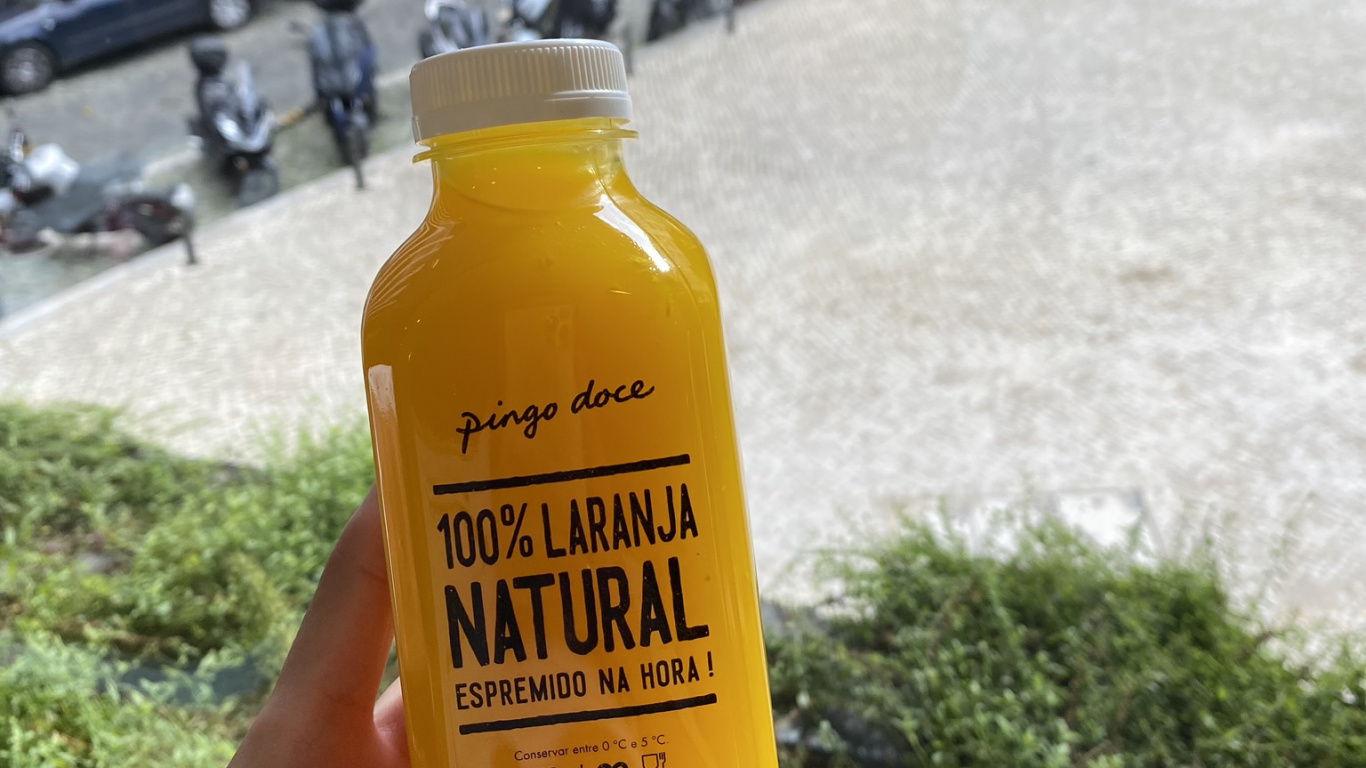 pingo doce
100% LARANJA
NATURAL
ESPREMIDO NA HORA!
Conservar entre 0 °C e 5 °C.